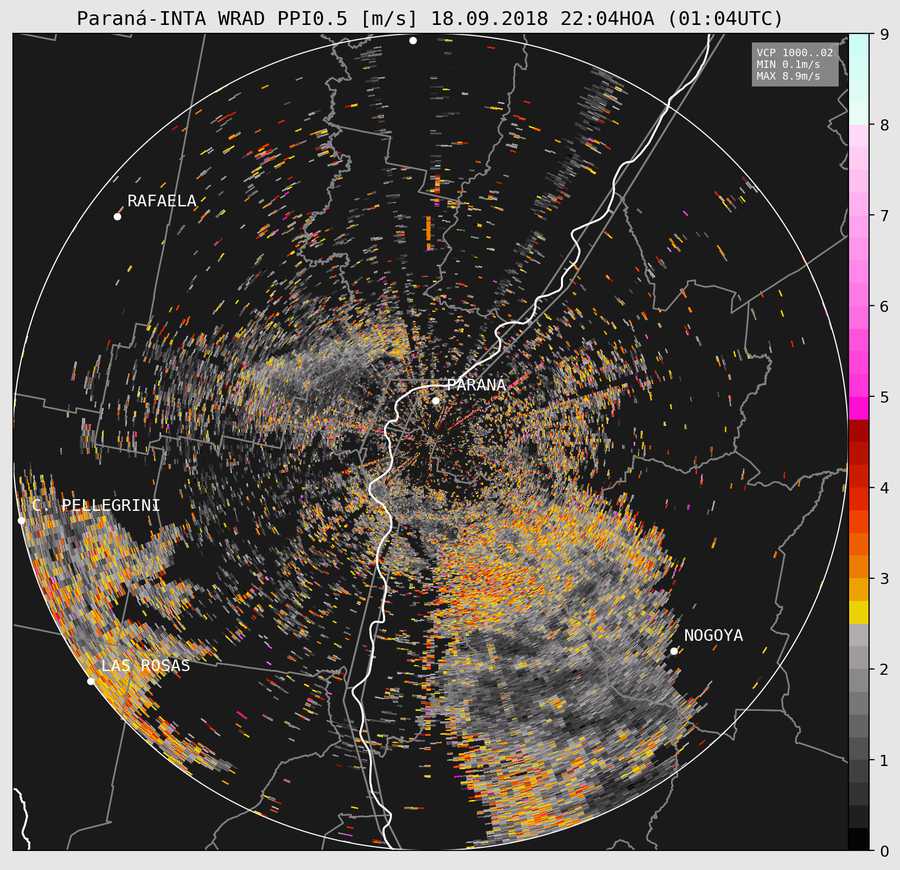 Paraná-INTA WRAD PPI0.5 [m/s] 18.09.2018 22:04HOA (01:04UTC)
VCP 1000..02
MIN 0.1m/s
MAX 8.9m/s
RAFAELA
PARANA
C. PELLEGRINI
NOGOYA
LAS ROSAS
9
8
7
6
5
4
3
2
1
0